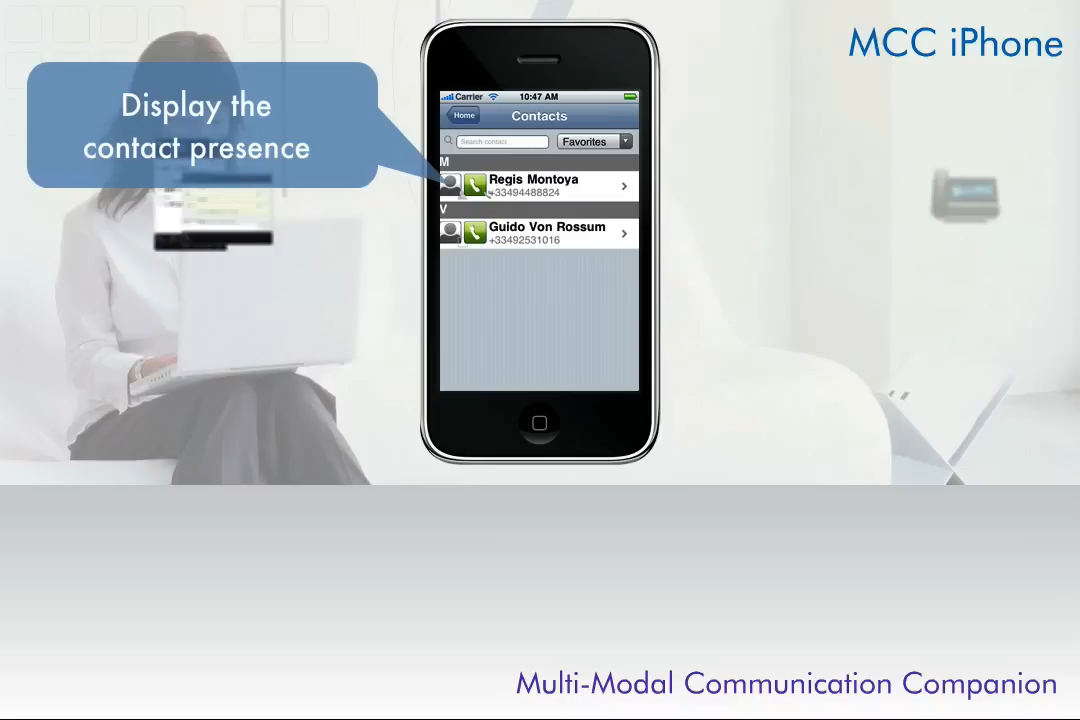 MCC iPhone
Display the
contact presence
Carrier 10:47 AM
Home Contacts
Search contact Favorites
M
Regis Montoya
+33494488824
V
Guido Von Rossum
+33492531016
Multi-Modal Communication Companion